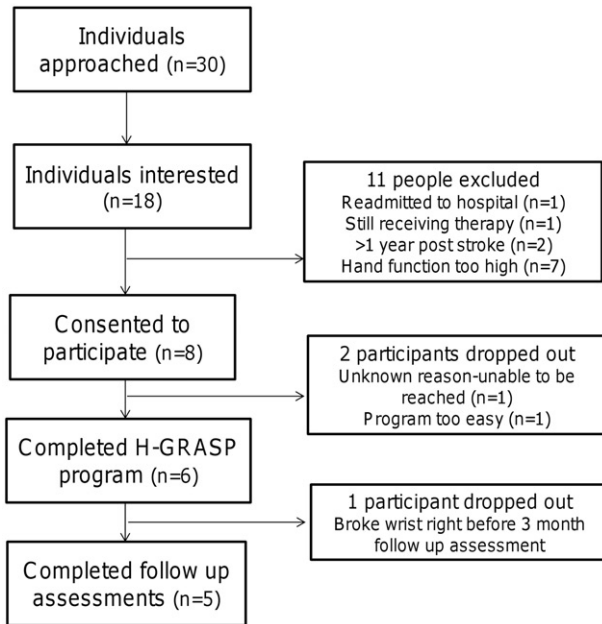 Individuals
approached (n=30)
Individuals interested
(n=18)
11 people excluded
Readmitted to hospital (n=1)
Still receiving therapy (n=1)
>1 year post stroke (n=2)
Hand function too high (n=7)
Consented to
participate (n=8)
2 participants dropped out
Unknown reason-unable to be
reached (n=1)
Program too easy (n=1)
Completed H-GRASP
program (n=6)
1 participant dropped out
Broke wrist right before 3 month
follow up assessment
Completed follow up
assessments (n=5)